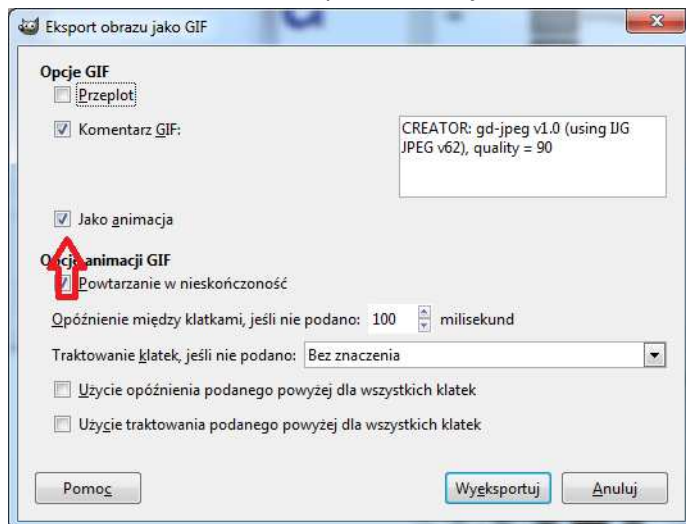 Eksport obrazu jako GIF
Opcje GIF
Przeplot
Komentarz GIF:
CREATOR: gd-jpeg v1.0 (using IJG
JPEG v62), quality = 90
Jako animacja
Opcje animacji GIF
Powtarzanie w nieskończoność
Opóźnienie między klatkami, jeśli nie podano: 100 milisekund
Traktowanie klatek, jeśli nie podano: Bez znaczenia
Użycie opóźnienia podanego powyżej dla wszystkich klatek
Użycie traktowania podanego powyżej dla wszystkich klatek
Pomoc Wyeksportuj Anuluj